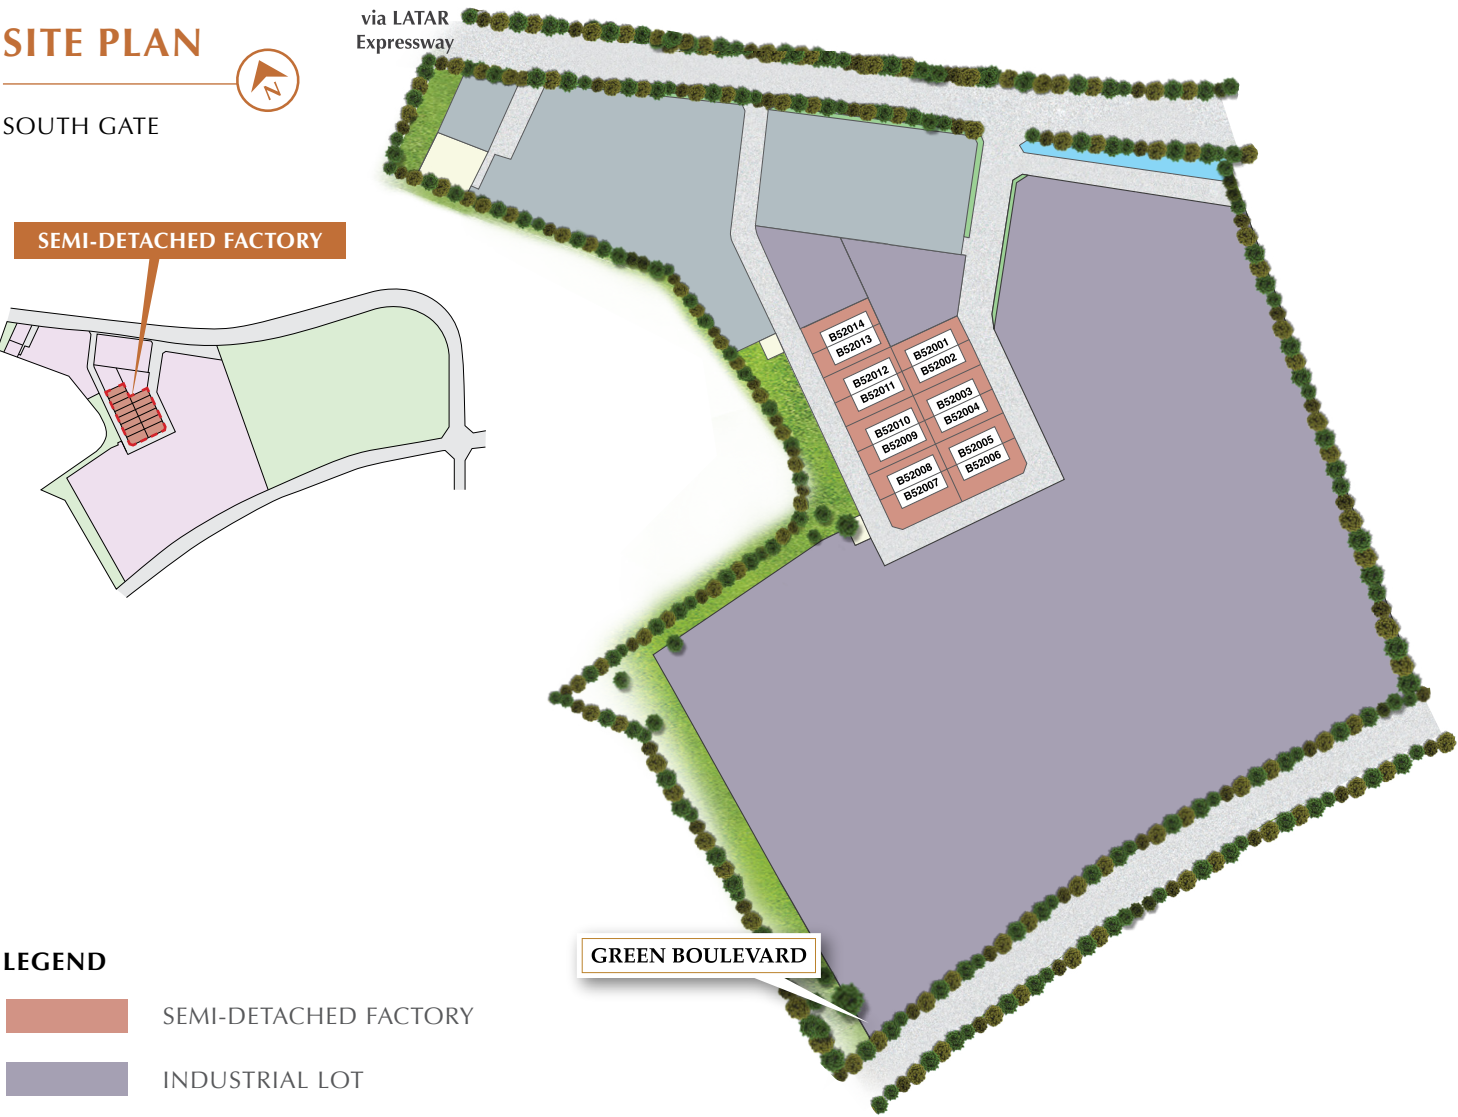 SITE PLAN
N
SOUTH GATE
via LATAR
Expressway
SEMI-DETACHED FACTORY
B52014
B52013
B52012
B52011
B52010
B52009
B52008
B52007
B52001
B52002
B52003
B52004
B52005
B52006
GREEN BOULEVARD
LEGEND
SEMI-DETACHED FACTORY
INDUSTRIAL LOT